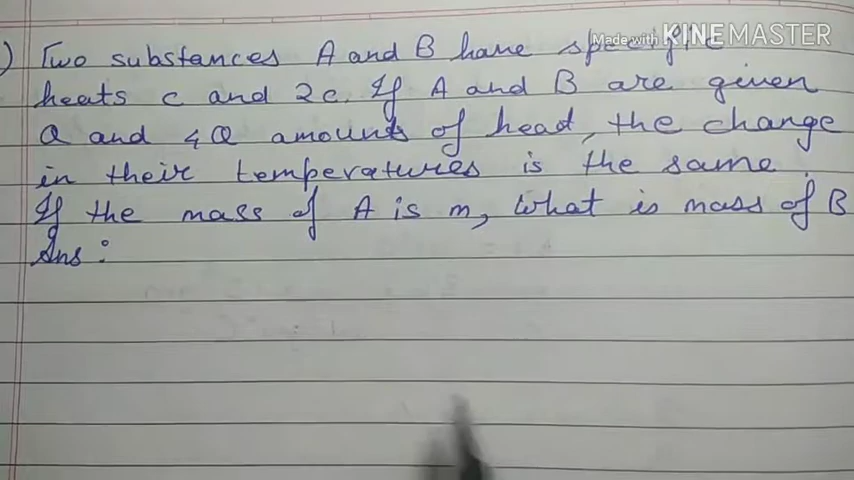 ) Two substances A and B have specific
heats c and 2c. If A and B are given
Q and 4Q amounts of head, the change
in their temperatures is the same.
If the mass of A is m, What is mass of B
Ans:
Made with KINEMASTER